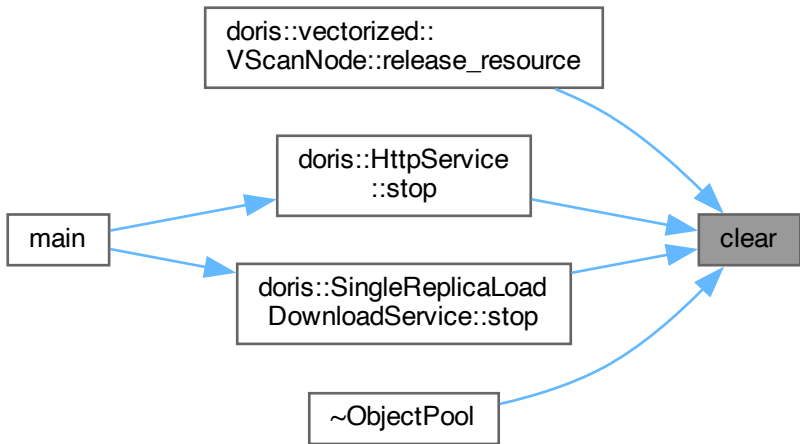 doris::vectorized::
VScanNode::release_resource
doris::HttpService
::stop
main
clear
doris::SingleReplicaLoad
DownloadService::stop
~ObjectPool